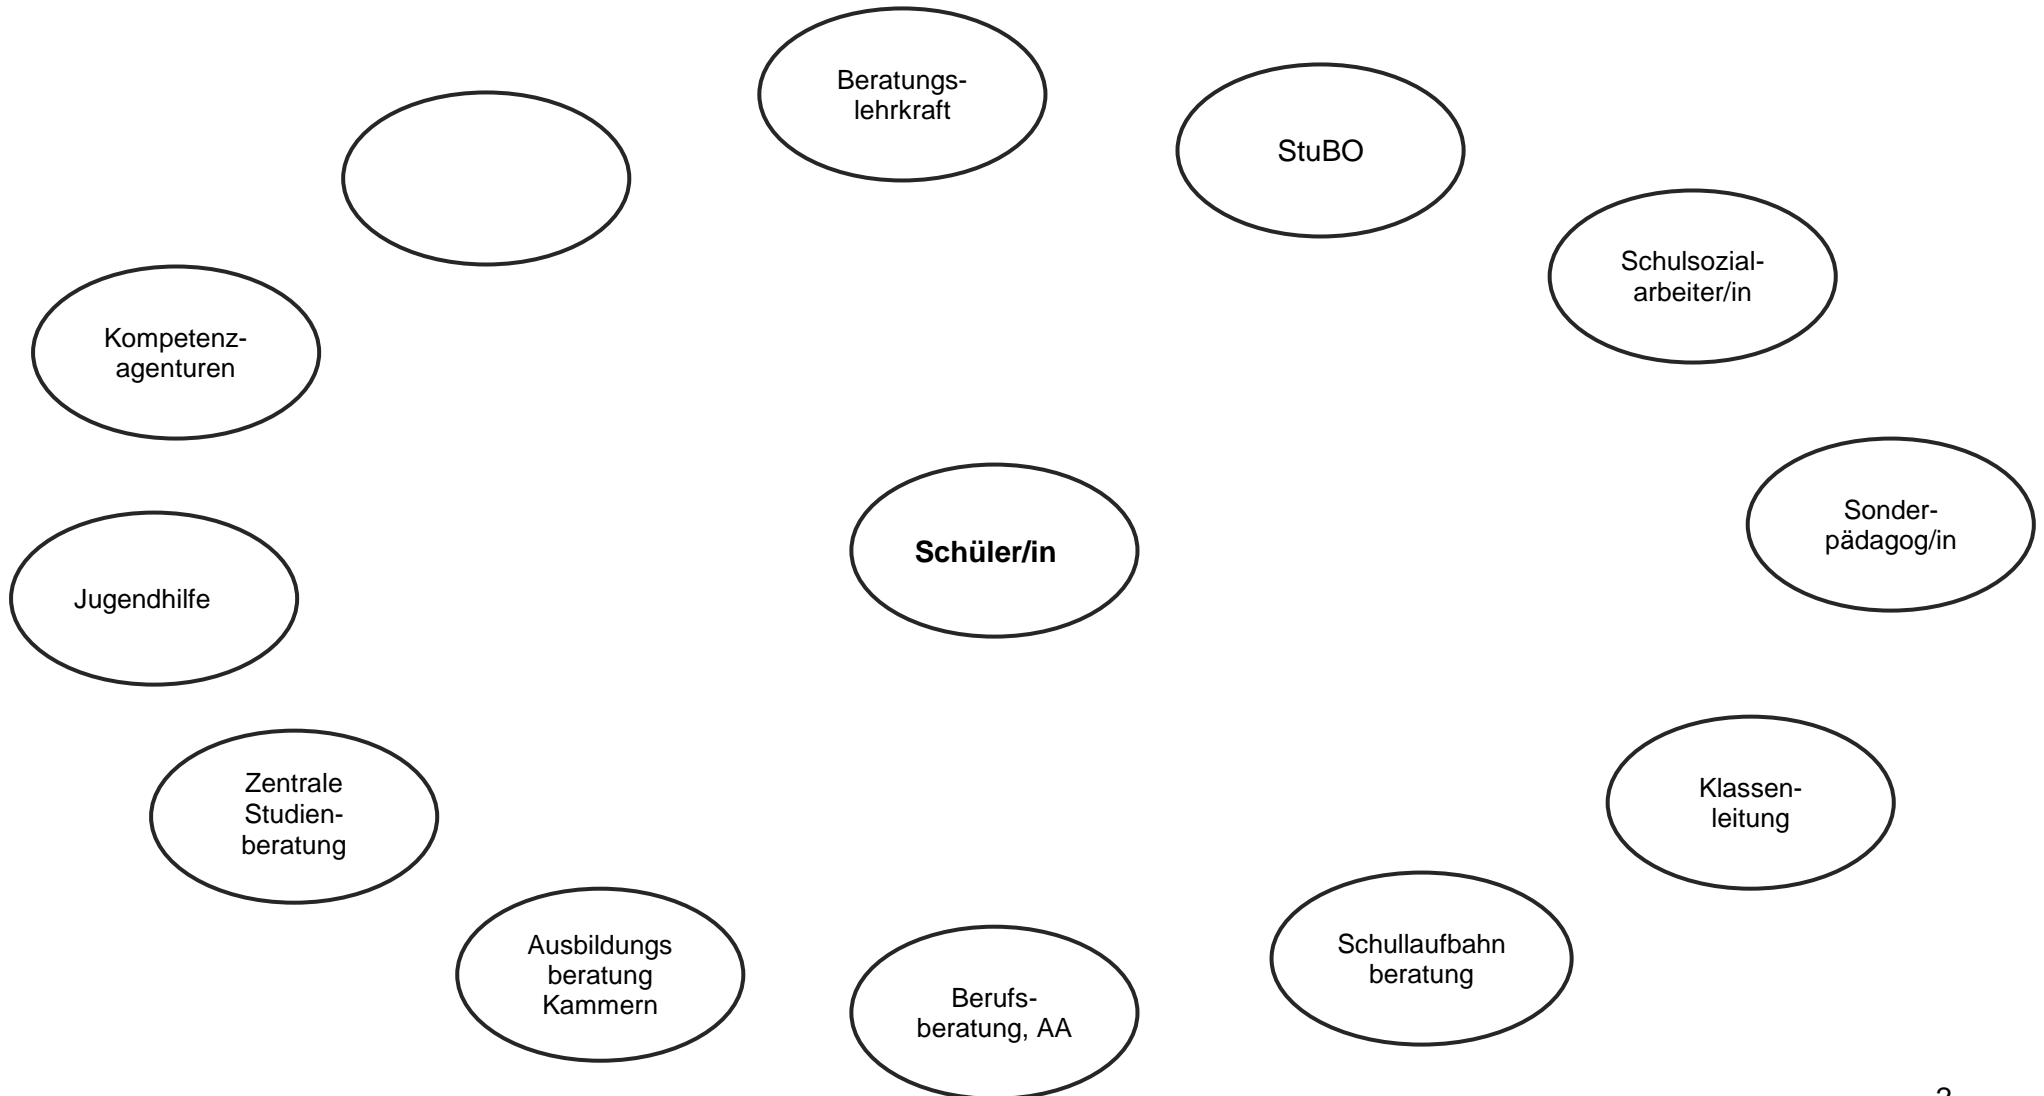 Beratungs-
lehrkraft
StuBO
Schulsozial-
arbeiter/in
Kompetenz-
agenturen
Sonder-
pädagog/in
Schüler/in
Jugendhilfe
Klassen-
leitung
Zentrale
Studien-
beratung
Schullaufbahn
beratung
Ausbildungs
beratung
Kammern
Berufs-
beratung, AA